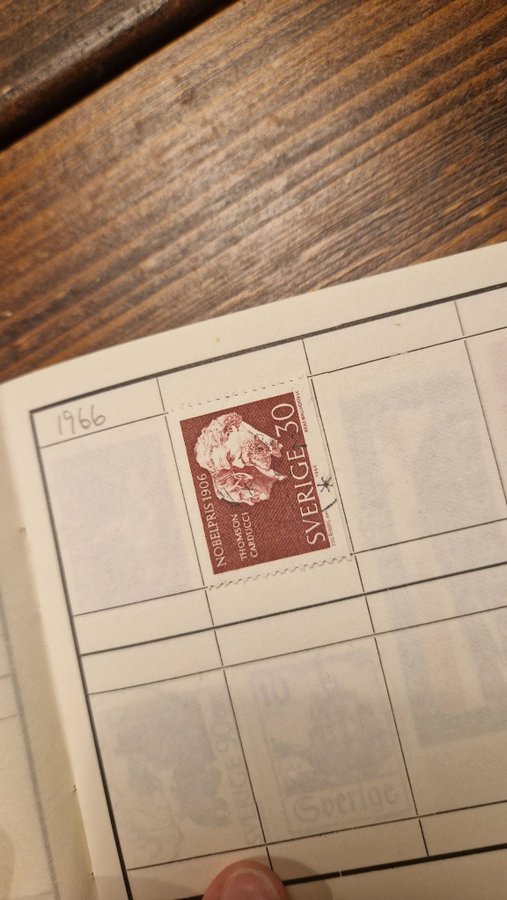 1966
NOBELPRIS 1906
THOMSON
CARDUCCI
SVERIGE 30
Sverige